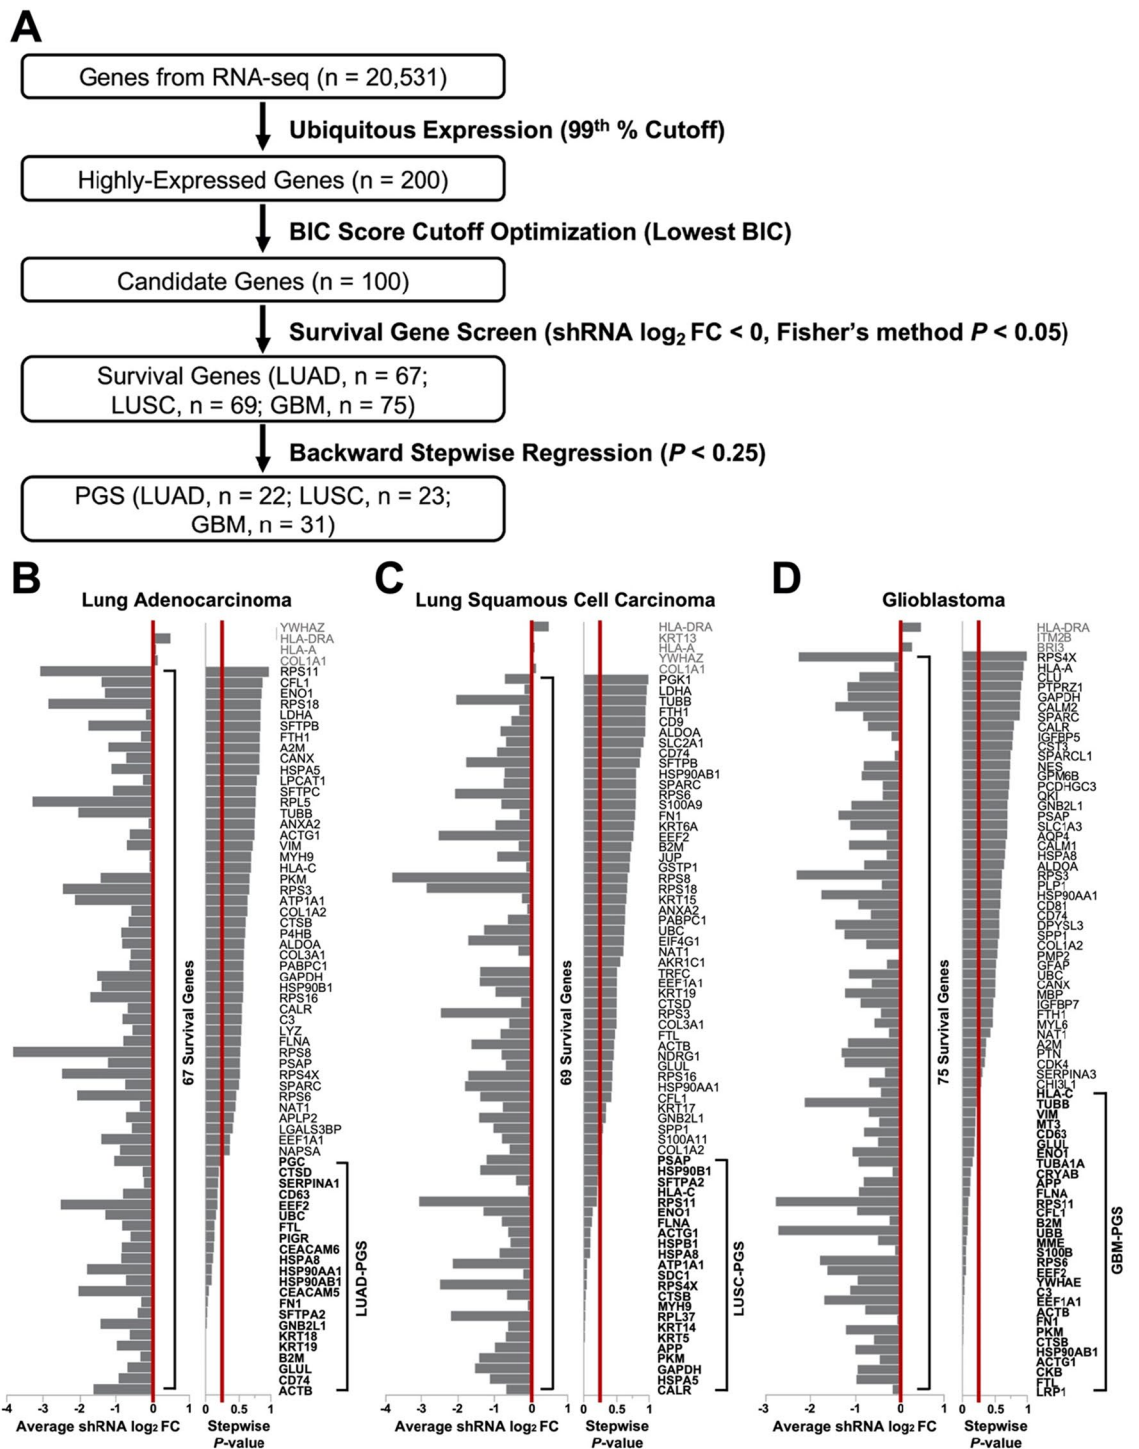 A
Genes from RNA-seq (n = 20,531)
Ubiquitous Expression (99th % Cutoff)
Highly-Expressed Genes (n = 200)
BIC Score Cutoff Optimization (Lowest BIC)
Candidate Genes (n = 100)
Survival Gene Screen (shRNA log2 FC < 0, Fisher's method P < 0.05)
Survival Genes (LUAD, n = 67;
LUSC, n = 69; GBM, n = 75)
Backward Stepwise Regression (P < 0.25)
PGS (LUAD, n = 22; LUSC, n = 23;
GBM, n = 31)
B
Lung Adenocarcinoma
YWHAZ
HLA-DRA
HLA-A
COL1A1
RPS11
CFL1
ENO1
RPS18
LDHA
SFTPB
FTH1
A2M
CANX
HSPA5
LPCAT1
SFTPC
RPL5
TUBB
ANXA2
ACTG1
VIM
MYH9
HLA-C
PKM
RPS3
ATP1A1
COL1A2
CTSB
P4HB
ALDOA
COL3A1
PABPC1
GAPDH
HSP90B1
RPS16
CALR
C3
LYZ
FLNA
RPS8
PSAP
RPS4X
SPARC
RPS6
NAT1
APLP2
LGALS3BP
EEF1A1
NAPSA
PGC
CTSD
SERPINA1
CD63
EEF2
UBC
FTL
PIGR
CEACAM6
HSPA8
HSP90AA1
HSP90AB1
CEACAM5
FN1
SFTPA2
GNB2L1
KRT18
KRT19
B2M
GLUL
CD74
ACTB
67 Survival Genes
LUAD-PGS
-4 -3 -2 -1 0 1
0 0.5 1
Average shRNA log2 FC
Stepwise
P-value
C
Lung Squamous Cell Carcinoma
HLA-DRA
KRT13
HLA-A
YWHAZ
COL1A1
PGK1
LDHA
TUBB
FTH1
CD9
ALDOA
SLC2A1
CD74
SFTPB
HSP90AB1
SPARC
RPS6
S100A9
FN1
KRT6A
EEF2
B2M
JUP
GSTP1
RPS8
RPS18
KRT15
ANXA2
PABPC1
UBC
EIF4G1
NAT1
AKR1C1
TRFC
EEF1A1
KRT19
CTSD
RPS3
COL3A1
FTL
ACTB
NDRG1
GLUL
RPS16
HSP90AA1
CFL1
KRT17
GNB2L1
SPP1
S100A11
COL1A2
PSAP
HSP90B1
SFTPA2
HLA-C
RPS11
ENO1
FLNA
ACTG1
HSPB1
HSPA8
ATP1A1
SDC1
RPS4X
CTSB
MYH9
RPL37
KRT14
KRT5
APP
PKM
GAPDH
HSPA5
CALR
69 Survival Genes
LUSC-PGS
-4 -3 -2 -1 0 1
0 0.5 1
Average shRNA log2 FC
Stepwise
P-value
D
Glioblastoma
HLA-DRA
ITM2B
BRI3
RPS4X
HLA-A
CLU
PTPRZ1
GAPDH
CALM2
SPARC
CALR
IGFBP5
CST3
SPARCL1
NES
GPM6B
PCDHGC3
QKI
GNB2L1
PSAP
SLC1A3
AQP4
CALM1
HSPA8
ALDOA
RPS3
PLP1
HSP90AA1
CD81
CD74
DPYSL3
SPP1
COL1A2
PMP2
GFAP
UBC
CANX
MBP
IGFBP7
FTH1
MYL6
NAT1
A2M
PTN
CDK4
SERPINA3
CHI3L1
HLA-C
TUBB
VIM
MT3
CD63
GLUL
ENO1
TUBA1A
CRYAB
APP
FLNA
RPS11
CFL1
B2M
UBB
MME
S100B
RPS6
EEF2
YWHAE
C3
EEF1A1
ACTB
FN1
PKM
CTSB
HSP90AB1
ACTG1
CKB
FTL
LRP1
75 Survival Genes
GBM-PGS
-3 -2 -1 0 1
0 0.5 1
Average shRNA log2 FC
Stepwise
P-value